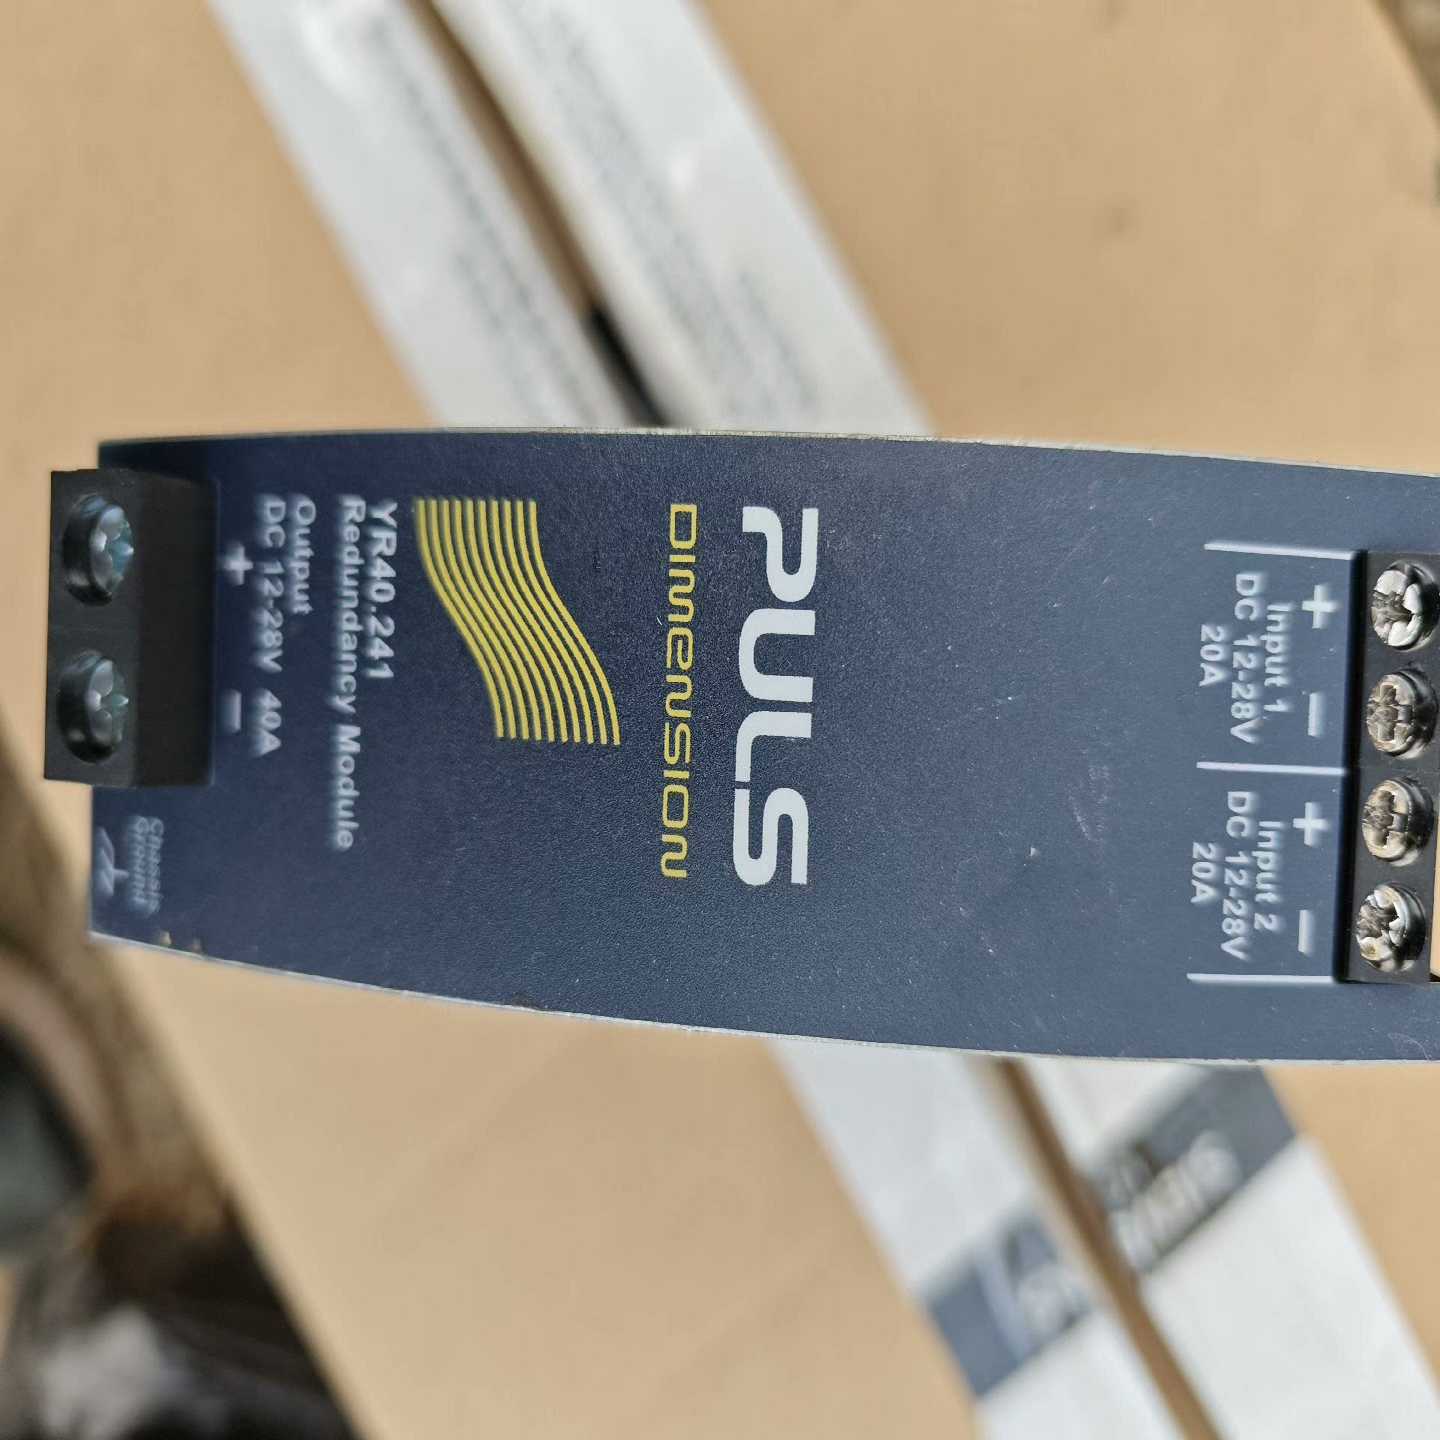 YR40.241
Redundancy Module
Output
DC 12-28V 40A
+ −
Chassis
Ground
PULS
DIMENSION
+ −
Input 1
DC 12-28V
20A
+ −
Input 2
DC 12-28V
20A